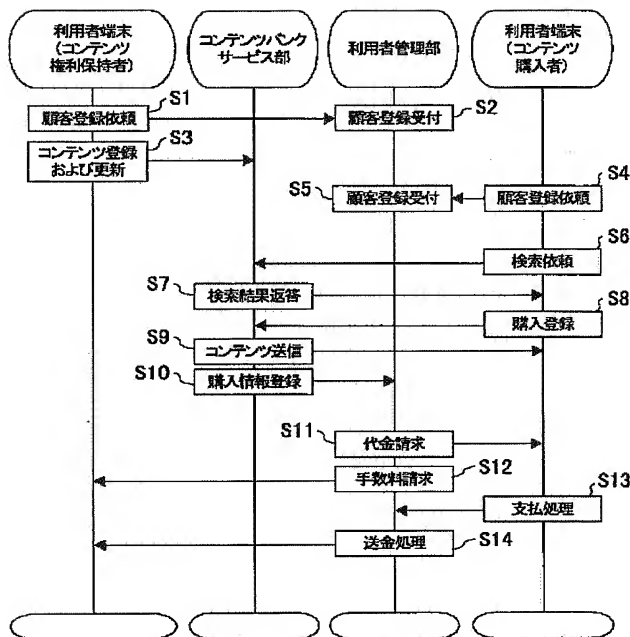 利用者端末
（コンテンツ
権利保持者）
コンテンツバンク
サービス部
利用者管理部
利用者端末
（コンテンツ
購入者）
S1
顧客登録依頼
S2
顧客登録受付
S3
コンテンツ登録
および更新
S4
顧客登録依頼
S5
顧客登録受付
S6
検索依頼
S7
検索結果返答
S8
購入登録
S9
コンテンツ送信
S10
購入情報登録
S11
代金請求
S12
手数料請求
S13
支払処理
S14
送金処理